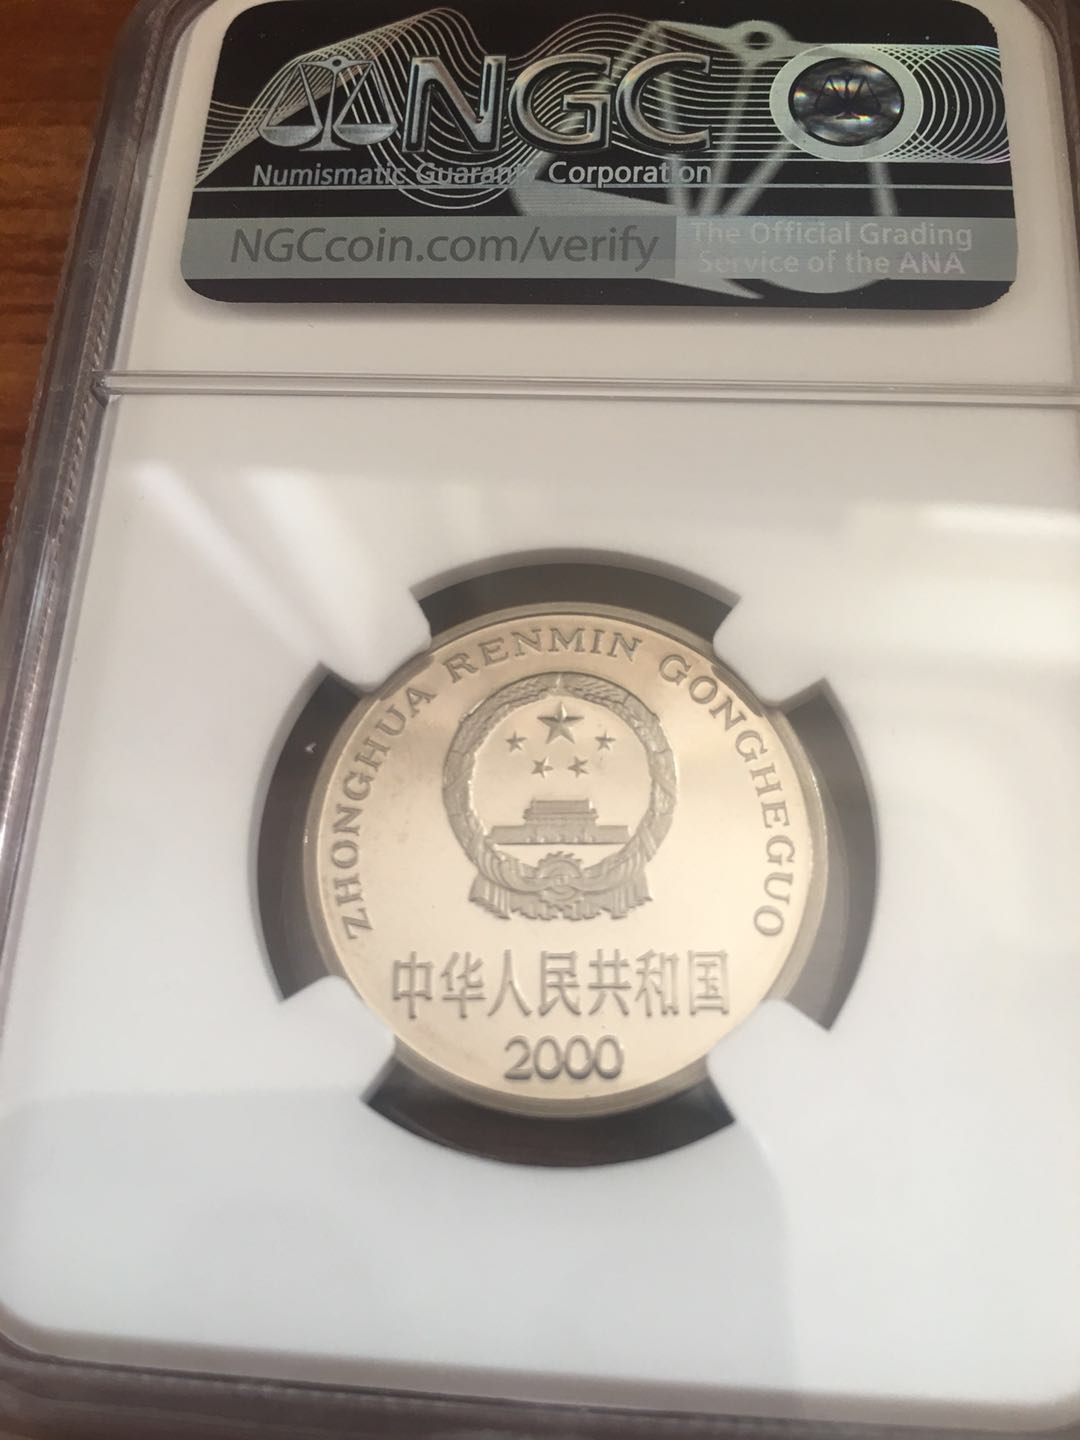 NGC
Numismatic Guaranty Corporation
NGCcoin.com/verify
The Official Grading
Service of the ANA
ZHONGHUA RENMIN GONGHEGUO
中华人民共和国
2000